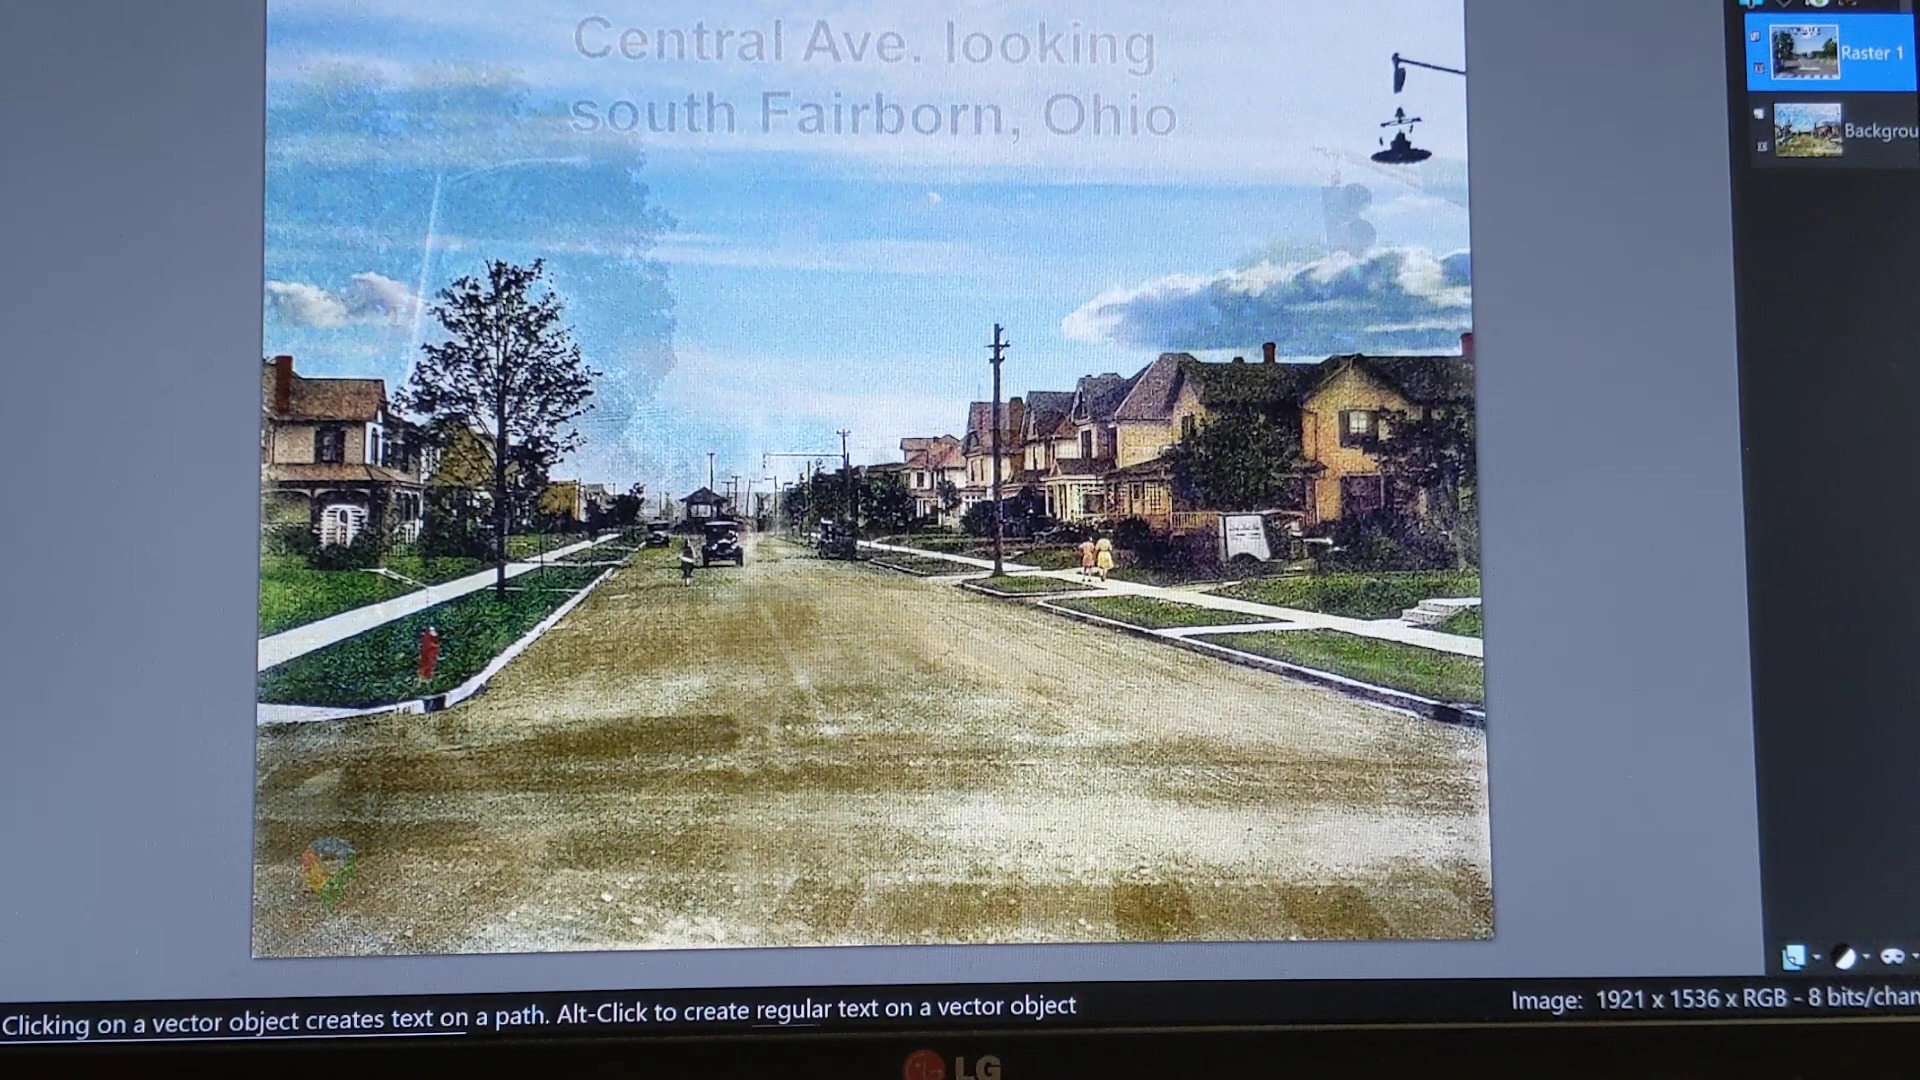 Central Ave. looking
south Fairborn, Ohio
Raster 1
Backgrou
Clicking on a vector object creates text on a path. Alt-Click to create regular text on a vector object
Image: 1921 x 1536 x RGB - 8 bits/chan
LG